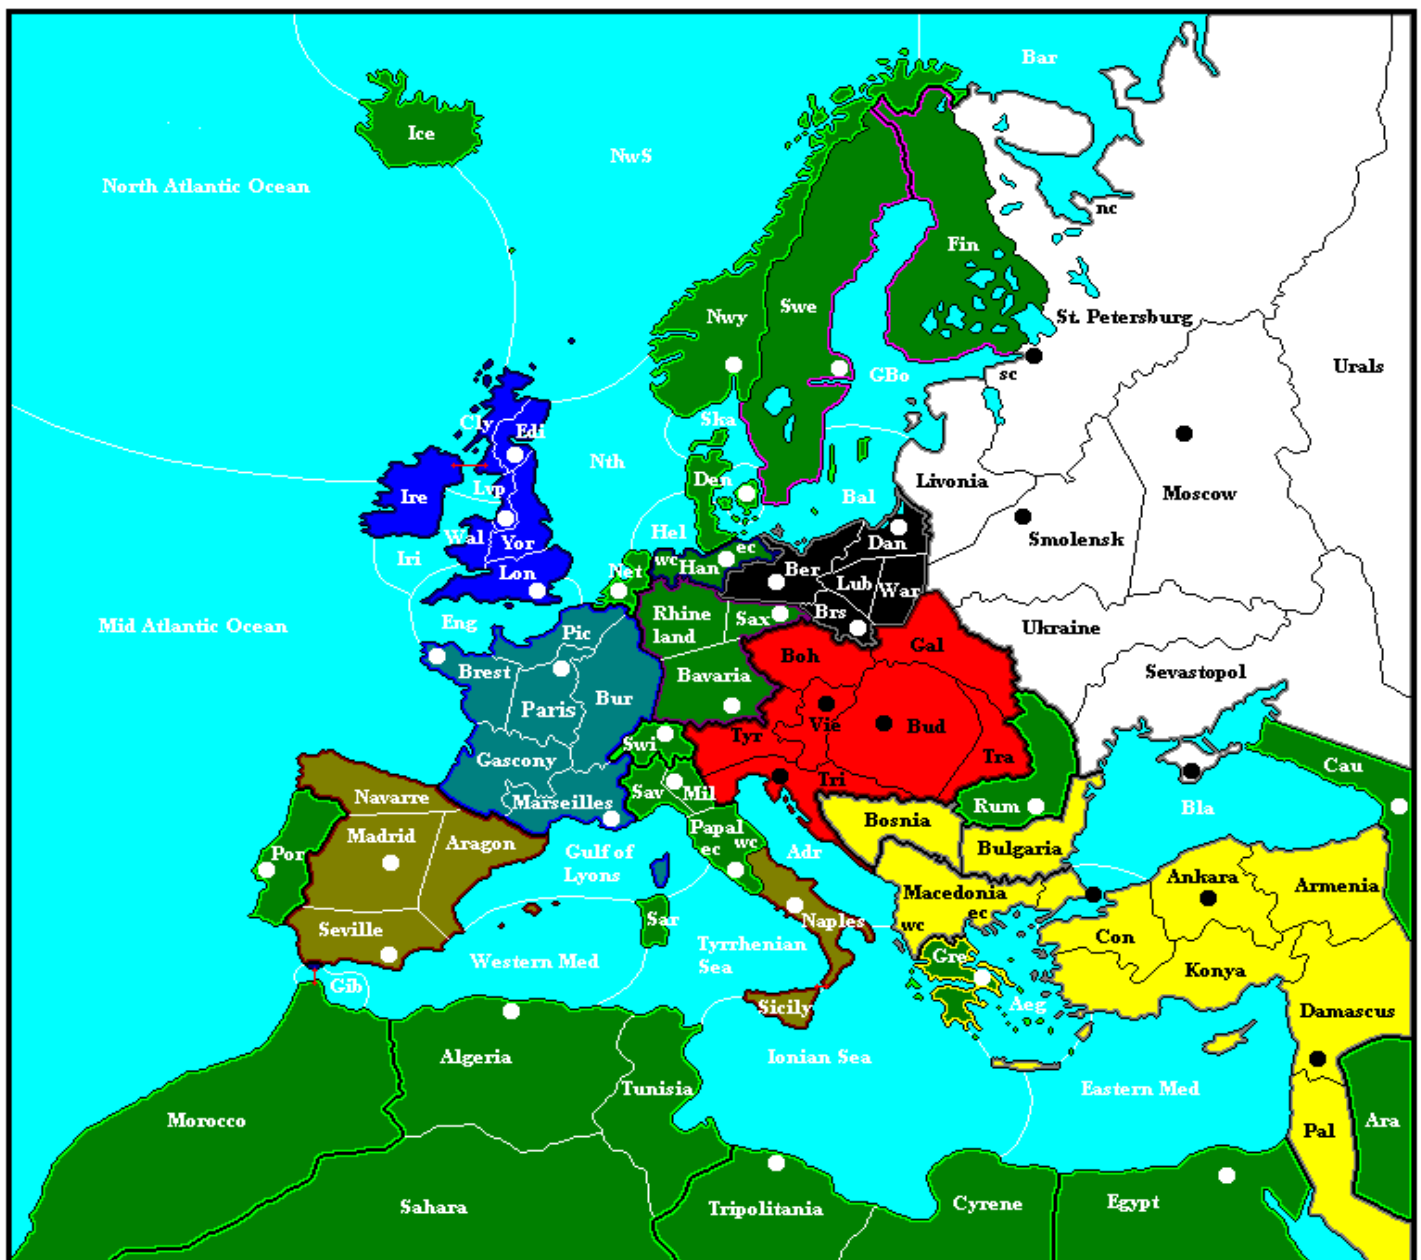 Bar
Ice
NwS
North Atlantic Ocean
nc
Fin
Swe
Nwy
St. Petersburg
Urals
sc
GBo
Ska
Cly
Edi
Nth
Den
Livonia
Moscow
Lvp
Ire
Bal
Smolensk
Hel
Wal
Yor
Iri
ec
Dan
wc
Han
Net
Ber
Lon
Lub
War
Rhine
land
Sax
Brs
Mid Atlantic Ocean
Eng
Pic
Ukraine
Boh
Gal
Brest
Bavaria
Sevastopol
Bur
Paris
Vie
Bud
Tyr
Swi
Gascony
Tra
Cau
Tri
Navarre
Marseilles
Sav
Mil
Rum
Bla
Bosnia
Papal
ec
wc
Madrid
Aragon
Por
Gulf of
Lyons
Adr
Bulgaria
Ankara
Armenia
Macedonia
ec
wc
Sar
Naples
Seville
Con
Tyrrhenian
Sea
Gre
Western Med
Konya
Gib
Sicily
Aeg
Damascus
Algeria
Ionian Sea
Tunisia
Eastern Med
Morocco
Pal
Ara
Sahara
Tripolitania
Cyrene
Egypt